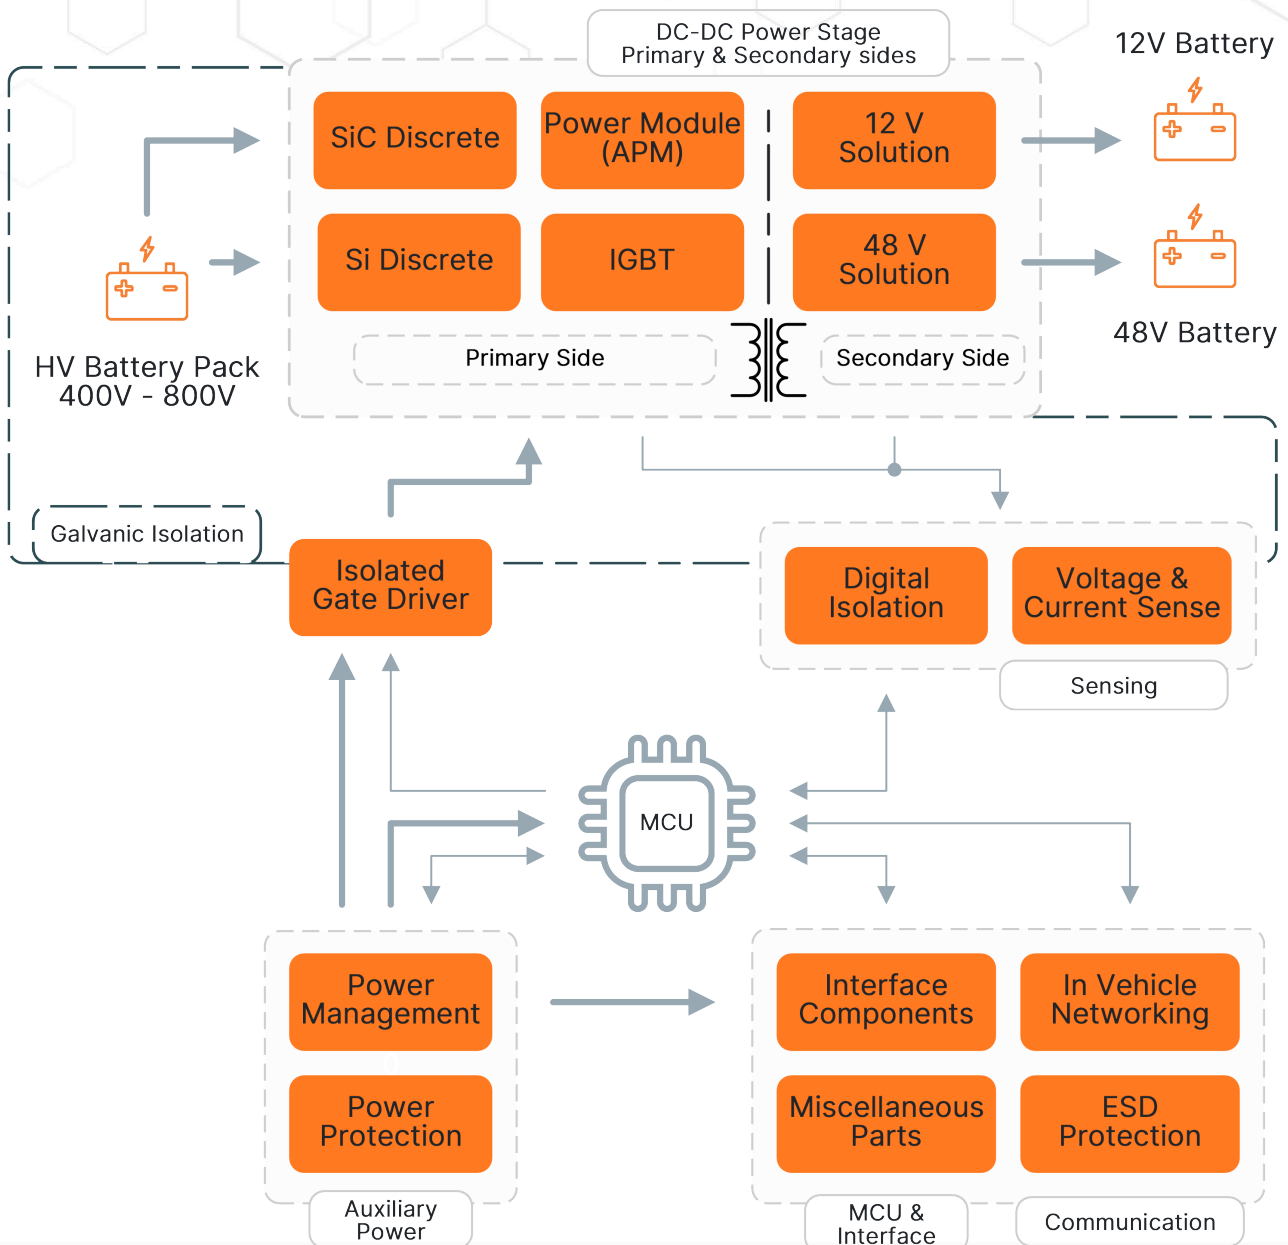 DC-DC Power Stage
Primary & Secondary sides
12V Battery
SiC Discrete
Power Module
(APM)
12 V
Solution
Si Discrete
IGBT
48 V
Solution
48V Battery
HV Battery Pack
400V - 800V
Primary Side
Secondary Side
Galvanic Isolation
Isolated
Gate Driver
Digital
Isolation
Voltage &
Current Sense
Sensing
MCU
Power
Management
Interface
Components
In Vehicle
Networking
Power
Protection
Miscellaneous
Parts
ESD
Protection
Auxiliary
Power
MCU &
Interface
Communication